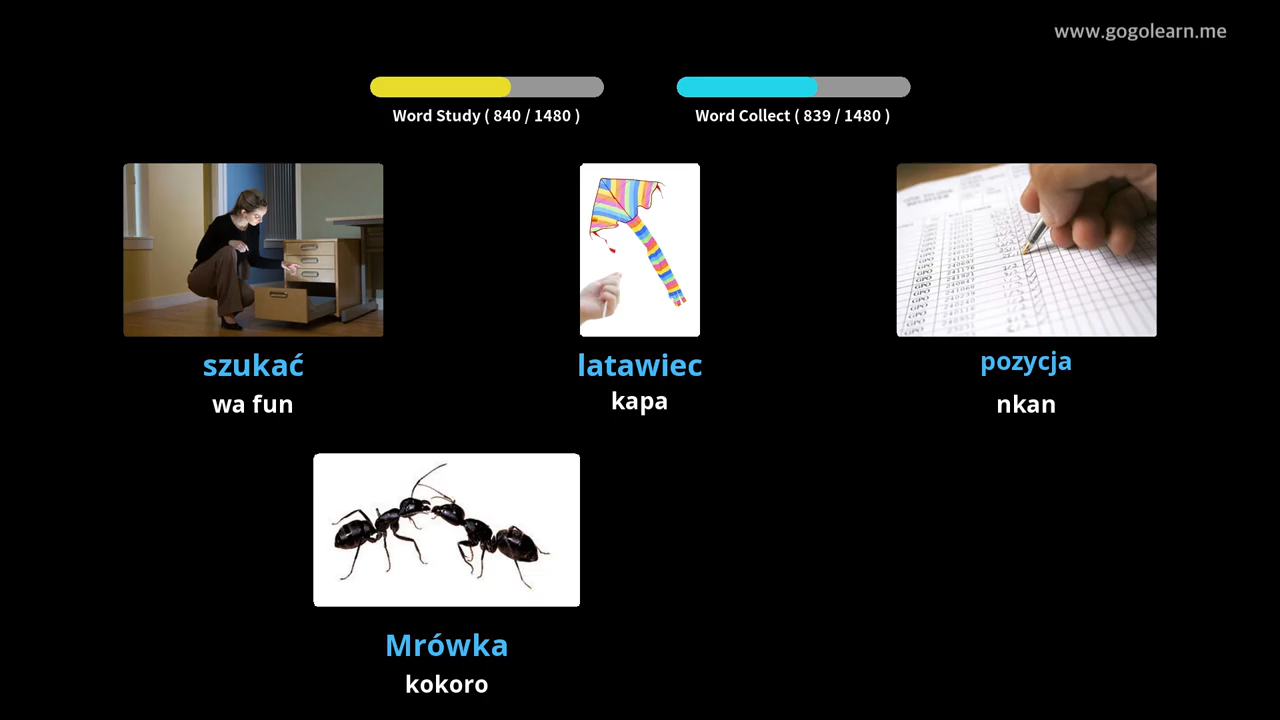 www.gogolearn.me
Word Study ( 840 / 1480 )
Word Collect ( 839 / 1480 )
szukać
latawiec
pozycja
wa fun
kapa
nkan
Mrówka
kokoro